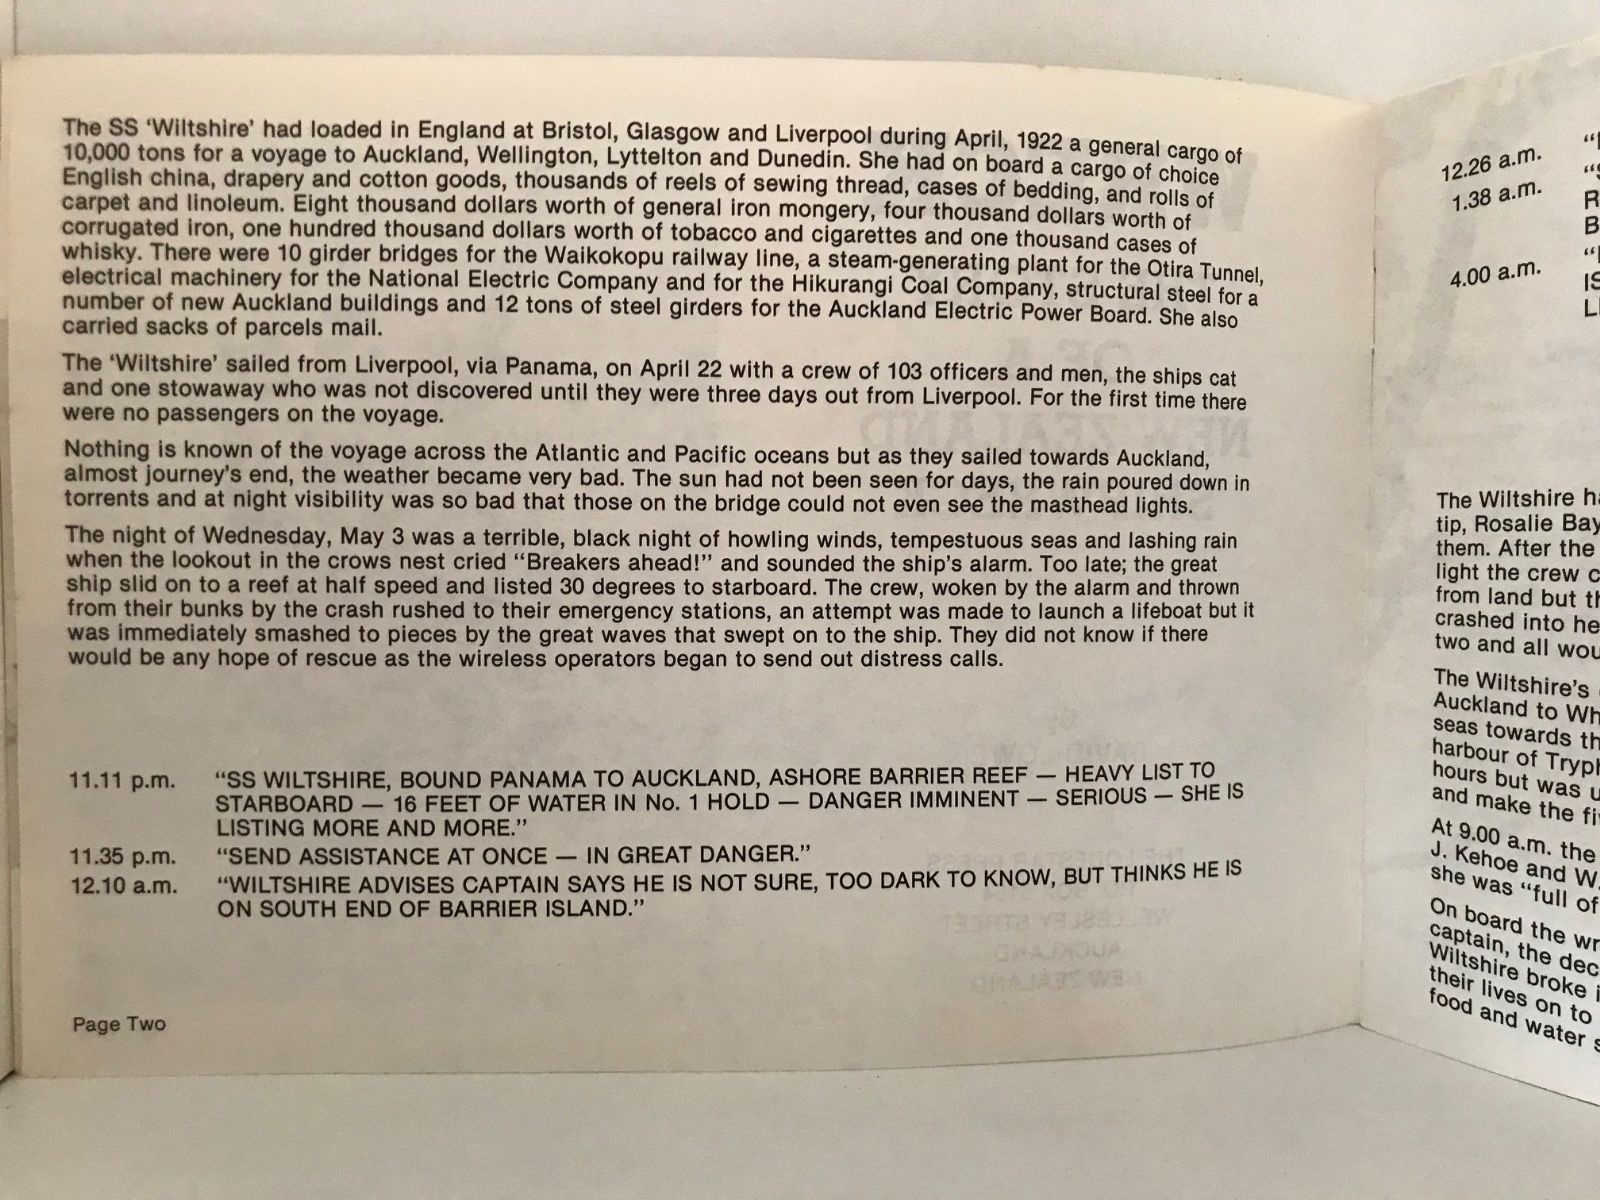 The SS ‘Wiltshire’ had loaded in England at Bristol, Glasgow and Liverpool during April, 1922 a general cargo of
10,000 tons for a voyage to Auckland, Wellington, Lyttelton and Dunedin. She had on board a cargo of choice
English china, drapery and cotton goods, thousands of reels of sewing thread, cases of bedding, and rolls of
carpet and linoleum. Eight thousand dollars worth of general iron mongery, four thousand dollars worth of
corrugated iron, one hundred thousand dollars worth of tobacco and cigarettes and one thousand cases of
whisky. There were 10 girder bridges for the Waikokopu railway line, a steam-generating plant for the Otira Tunnel,
electrical machinery for the National Electric Company and for the Hikurangi Coal Company, structural steel for a
number of new Auckland buildings and 12 tons of steel girders for the Auckland Electric Power Board. She also
carried sacks of parcels mail.
The ‘Wiltshire’ sailed from Liverpool, via Panama, on April 22 with a crew of 103 officers and men, the ships cat
and one stowaway who was not discovered until they were three days out from Liverpool. For the first time there
were no passengers on the voyage.
Nothing is known of the voyage across the Atlantic and Pacific oceans but as they sailed towards Auckland,
almost journey’s end, the weather became very bad. The sun had not been seen for days, the rain poured down in
torrents and at night visibility was so bad that those on the bridge could not even see the masthead lights.
The night of Wednesday, May 3 was a terrible, black night of howling winds, tempestuous seas and lashing rain
when the lookout in the crows nest cried “Breakers ahead!” and sounded the ship’s alarm. Too late; the great
ship slid on to a reef at half speed and listed 30 degrees to starboard. The crew, woken by the alarm and thrown
from their bunks by the crash rushed to their emergency stations, an attempt was made to launch a lifeboat but it
was immediately smashed to pieces by the great waves that swept on to the ship. They did not know if there
would be any hope of rescue as the wireless operators began to send out distress calls.
11.11 p.m. “SS WILTSHIRE, BOUND PANAMA TO AUCKLAND, ASHORE BARRIER REEF — HEAVY LIST TO
STARBOARD — 16 FEET OF WATER IN No. 1 HOLD — DANGER IMMINENT — SERIOUS — SHE IS
LISTING MORE AND MORE.”
11.35 p.m. “SEND ASSISTANCE AT ONCE — IN GREAT DANGER.”
12.10 a.m. “WILTSHIRE ADVISES CAPTAIN SAYS HE IS NOT SURE, TOO DARK TO KNOW, BUT THINKS HE IS
ON SOUTH END OF BARRIER ISLAND.”
Page Two
12.26 a.m.
1.38 a.m.
4.00 a.m.
The Wiltshire
tip, Rosalie Bay
them. After the
light the crew
from land but
crashed into
two and all
The Wiltshire’s
Auckland to
seas towards
harbour of
hours but was
and make the
At 9.00 a.m. the
J. Kehoe and W.
she was “full of
On board the
captain, the
Wiltshire broke
their lives on to
food and water